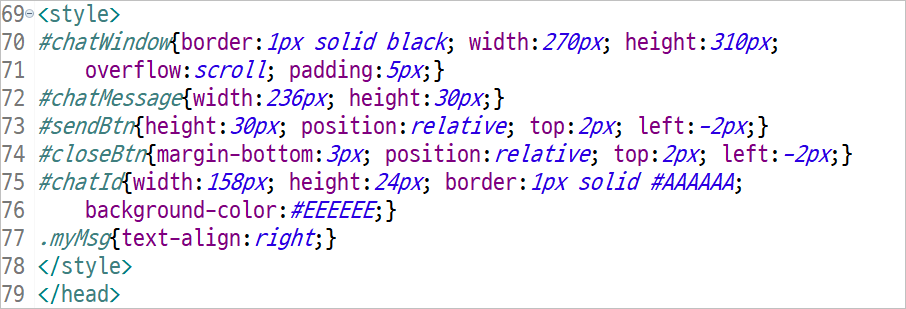 69 <style>
70 #chatWindow{border:1px solid black; width:270px; height:310px;
71     overflow:scroll; padding:5px;}
72 #chatMessage{width:236px; height:30px;}
73 #sendBtn{height:30px; position:relative; top:2px; left:-2px;}
74 #closeBtn{margin-bottom:3px; position:relative; top:2px; left:-2px;}
75 #chatId{width:158px; height:24px; border:1px solid #AAAAAA;
76     background-color:#EEEEEE;}
77 .myMsg{text-align:right;}
78 </style>
79 </head>